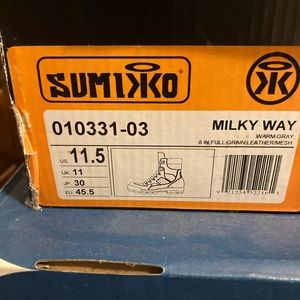 SUMIKKO
010331-03
MILKY WAY
WARM GRAY
8 IN,FULL-GRAIN LEATHER/MESH
US 11.5
UK 11
JP 30
EU 45.5